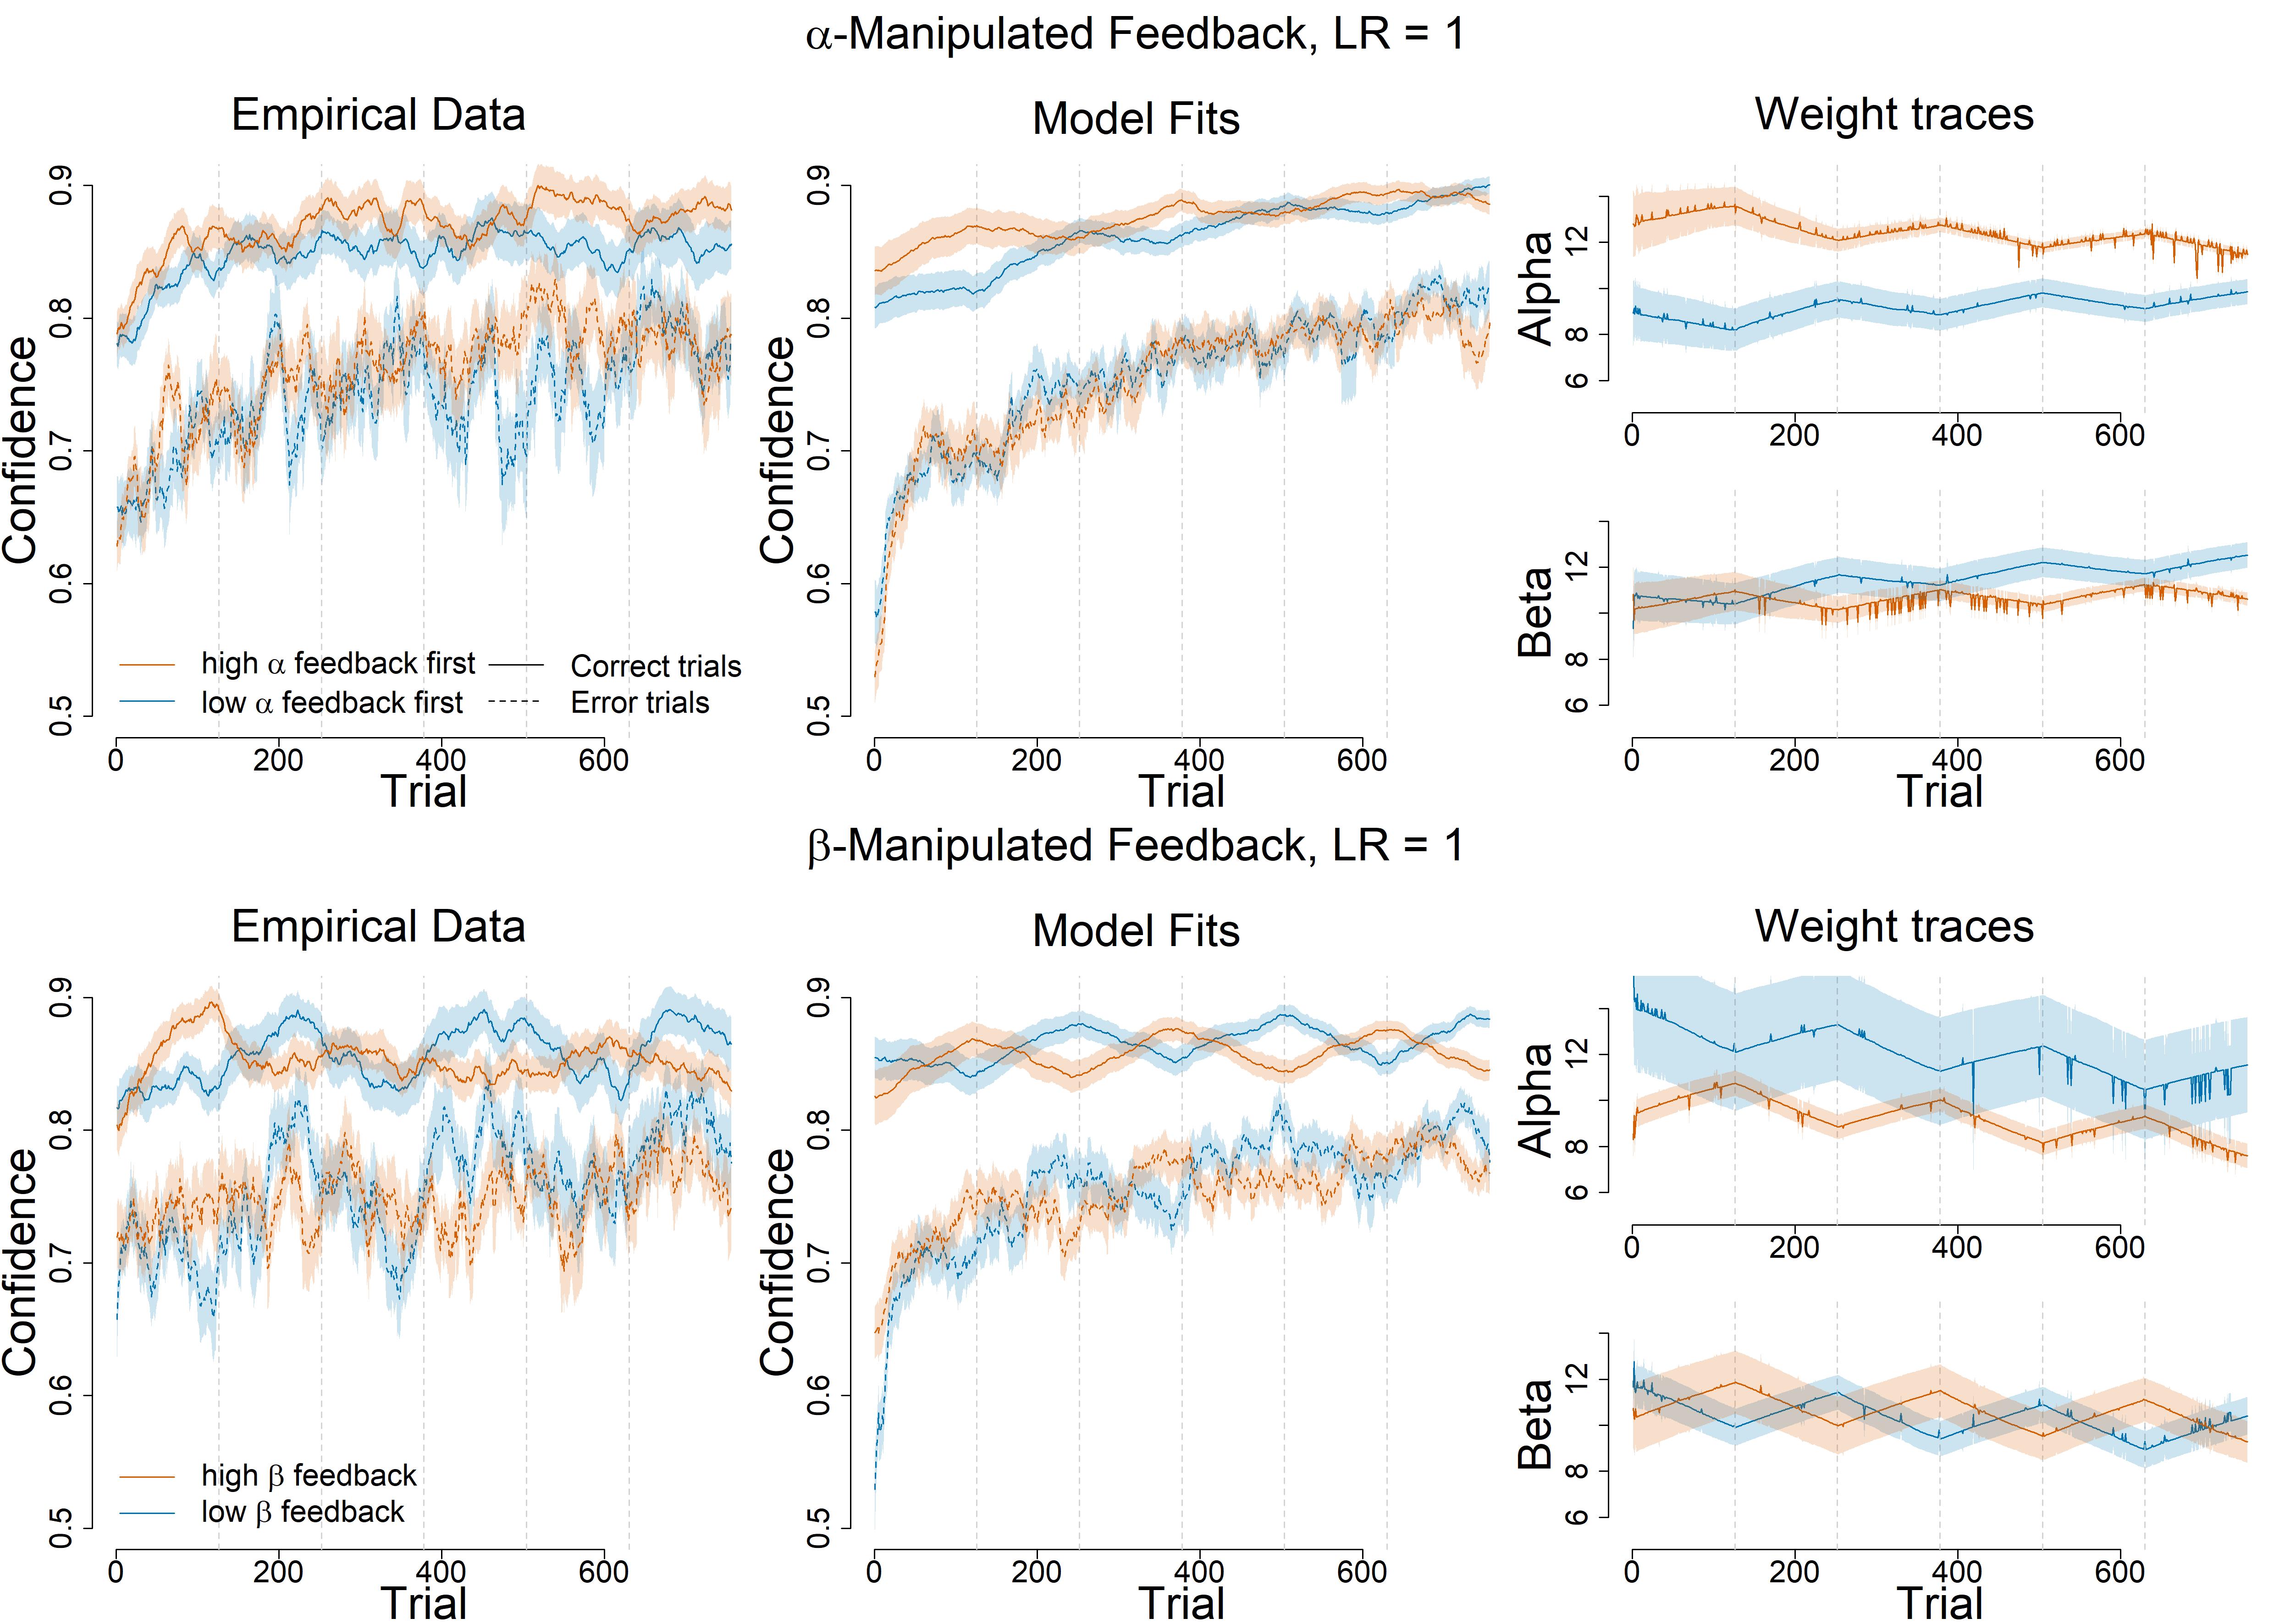 α-Manipulated Feedback, LR = 1
Empirical Data
Model Fits
Weight traces
Confidence
0.5 0.6 0.7 0.8 0.9
high α feedback first
low α feedback first
Correct trials
Error trials
0 200 400 600
Trial
Confidence
0.5 0.6 0.7 0.8 0.9
0 200 400 600
Trial
Alpha
6 8 12
0 200 400 600
Beta
6 8 12
0 200 400 600
Trial
β-Manipulated Feedback, LR = 1
Empirical Data
Model Fits
Weight traces
Confidence
0.5 0.6 0.7 0.8 0.9
high β feedback
low β feedback
0 200 400 600
Trial
Confidence
0.5 0.6 0.7 0.8 0.9
0 200 400 600
Trial
Alpha
6 8 12
0 200 400 600
Beta
6 8 12
0 200 400 600
Trial